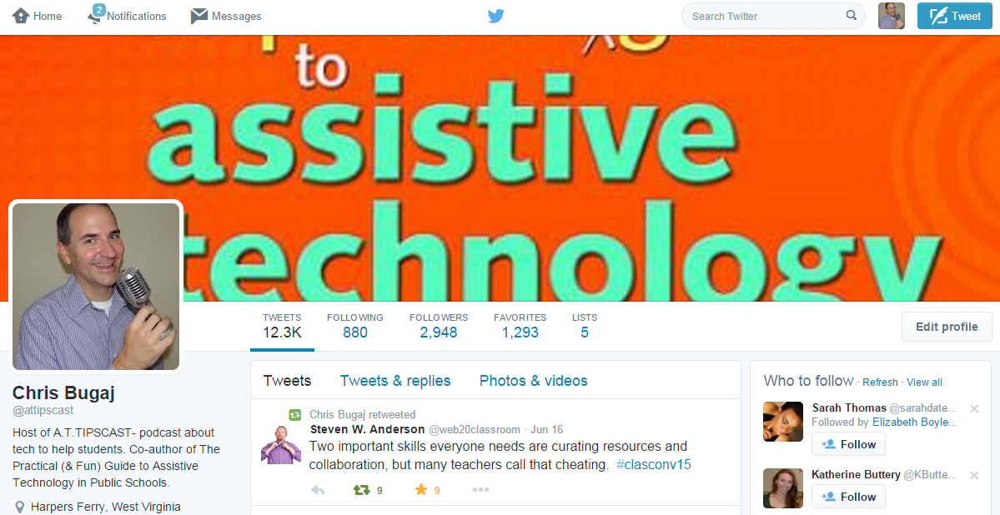 Home
2
Notifications
Messages
Search Twitter
Tweet
to
assistive
technology
TWEETS
12.3K
FOLLOWING
880
FOLLOWERS
2,948
FAVORITES
1,293
LISTS
5
Edit profile
Chris Bugaj
@attipscast
Host of A.T.TIPSCAST- podcast about
tech to help students. Co-author of The
Practical (& Fun) Guide to Assistive
Technology in Public Schools.
Harpers Ferry, West Virginia
Tweets
Tweets & replies
Photos & videos
Chris Bugaj retweeted
Steven W. Anderson @web20classroom · Jun 16
Two important skills everyone needs are curating resources and
collaboration, but many teachers call that cheating. #clasconv15
9
9
Who to follow · Refresh · View all
Sarah Thomas @sarahdate...
Followed by Elizabeth Boyle...
Follow
Katherine Buttery @KButte...
Follow